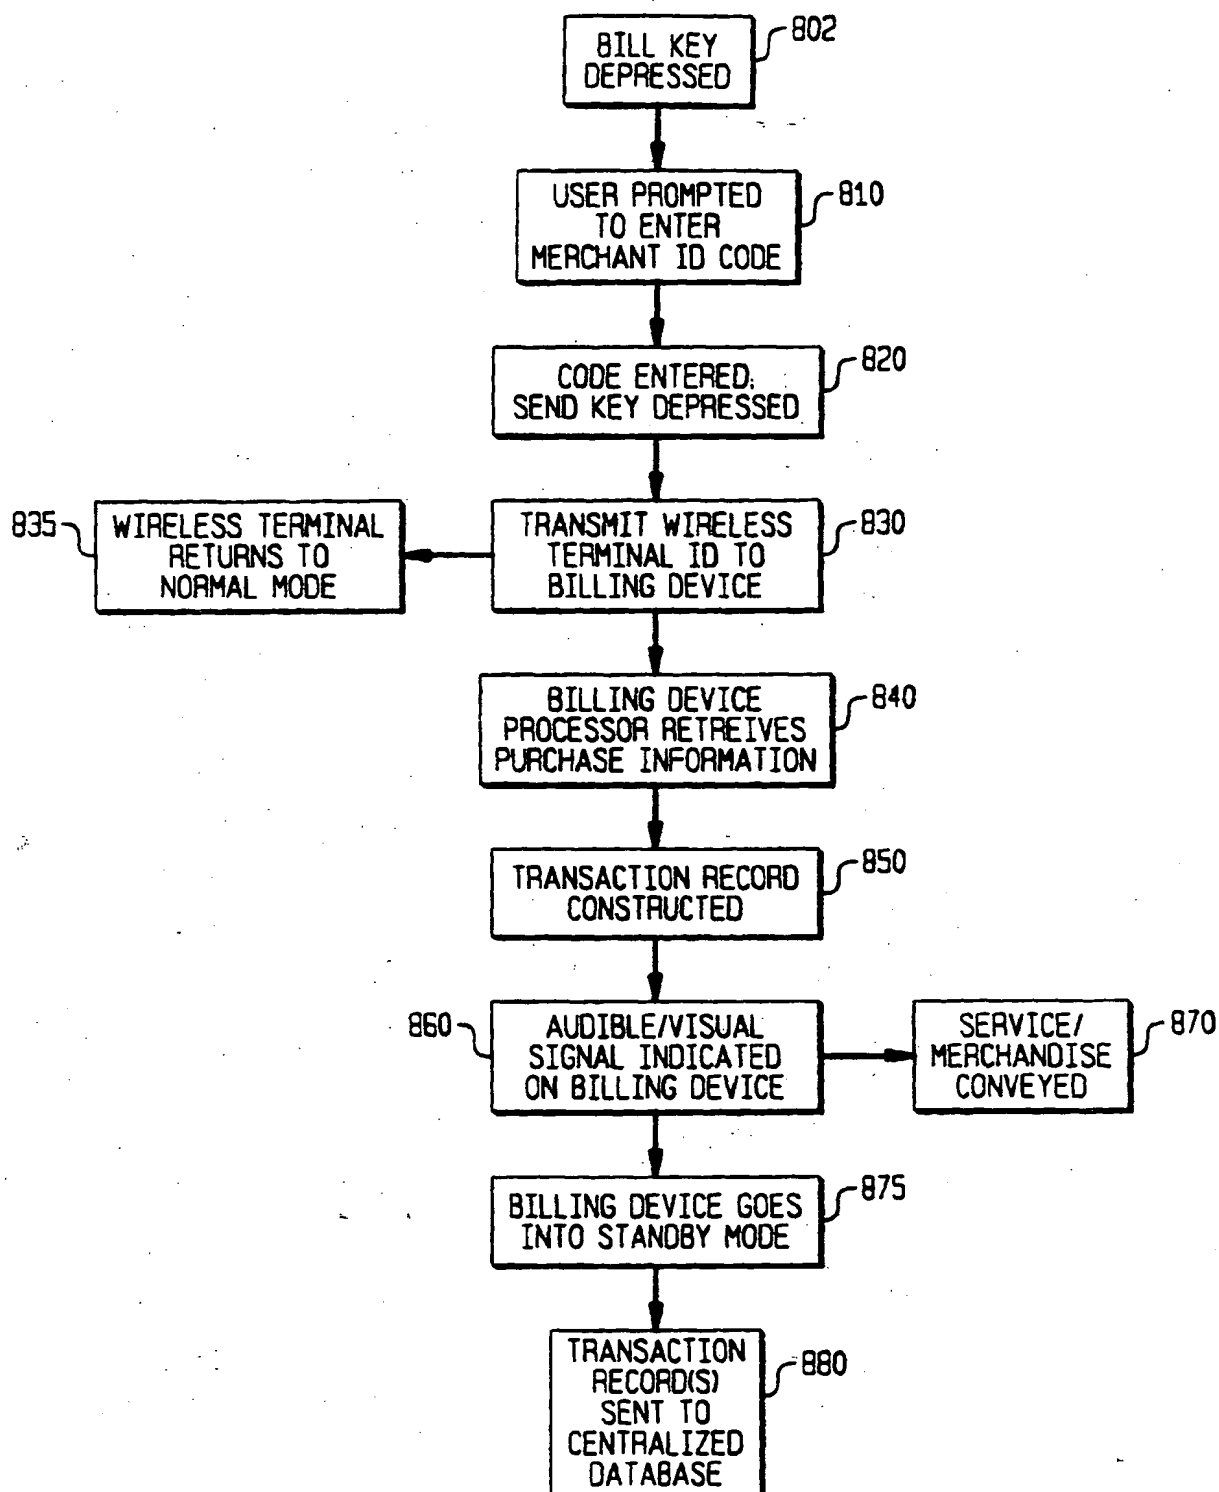 BILL KEY
DEPRESSED
802
USER PROMPTED
TO ENTER
MERCHANT ID CODE
810
CODE ENTERED;
SEND KEY DEPRESSED
820
835
WIRELESS TERMINAL
RETURNS TO
NORMAL MODE
TRANSMIT WIRELESS
TERMINAL ID TO
BILLING DEVICE
830
BILLING DEVICE
PROCESSOR RETREIVES
PURCHASE INFORMATION
840
TRANSACTION RECORD
CONSTRUCTED
850
860
AUDIBLE/VISUAL
SIGNAL INDICATED
ON BILLING DEVICE
SERVICE/
MERCHANDISE
CONVEYED
870
BILLING DEVICE GOES
INTO STANDBY MODE
875
TRANSACTION
RECORD(S)
SENT TO
CENTRALIZED
DATABASE
880